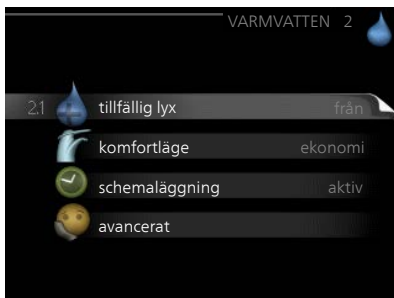 VARMVATTEN 2
2.1 tillfällig lyx från
komfortläge ekonomi
schemaläggning aktiv
avancerat